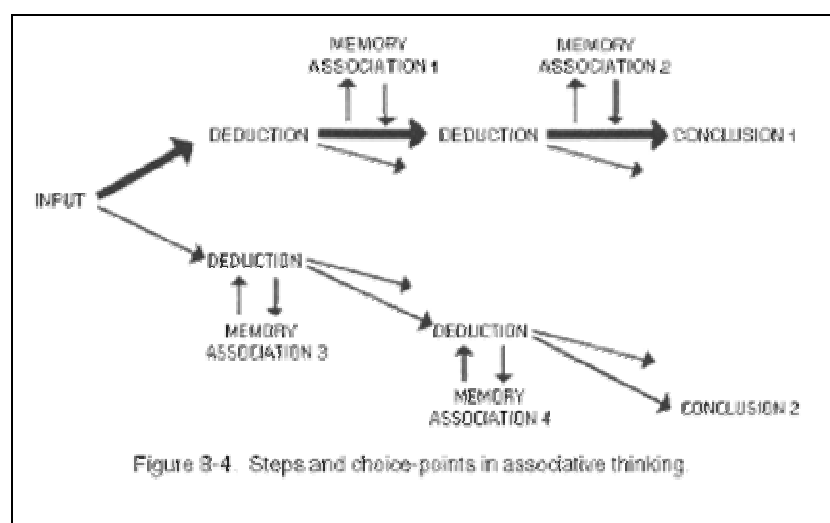 MEMORY
ASSOCIATION 1
MEMORY
ASSOCIATION 2
DEDUCTION
DEDUCTION
CONCLUSION 1
INPUT
DEDUCTION
MEMORY
ASSOCIATION 3
DEDUCTION
MEMORY
ASSOCIATION 4
CONCLUSION 2
Figure 8-4. Steps and choice-points in associative thinking.